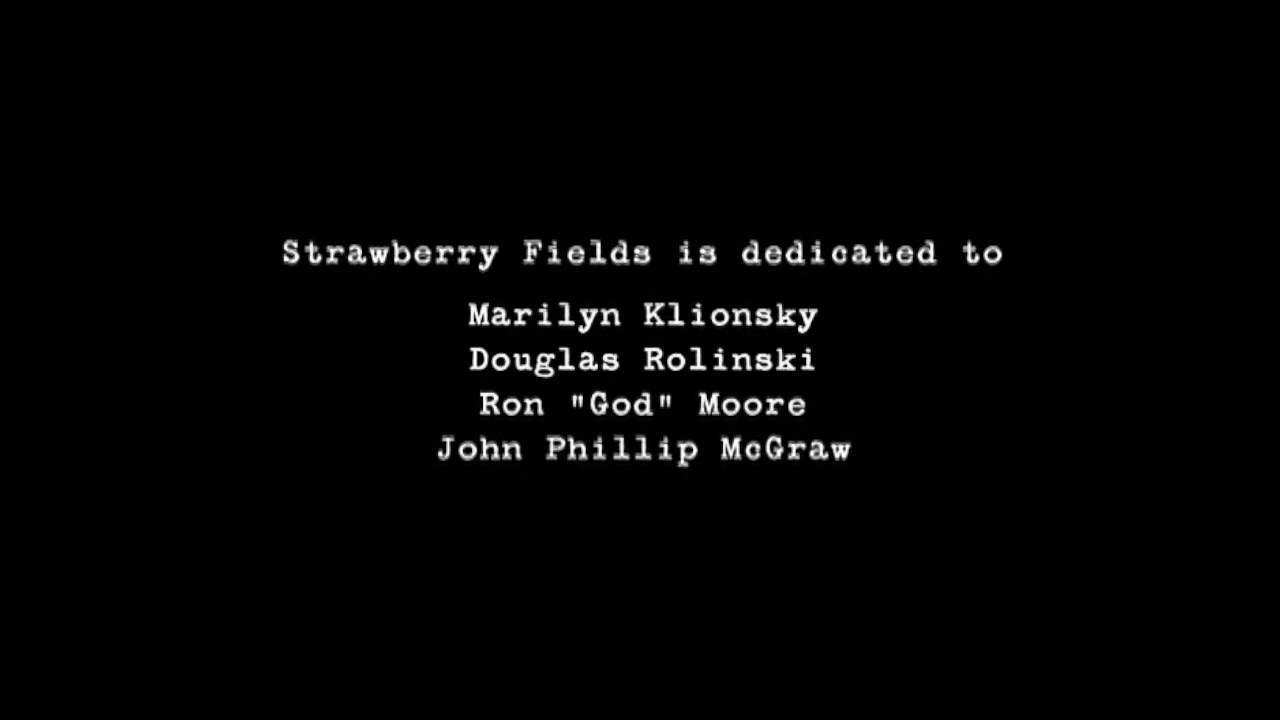 Strawberry Fields is dedicated to
Marilyn Klionsky
Douglas Rolinski
Ron "God" Moore
John Phillip McGraw